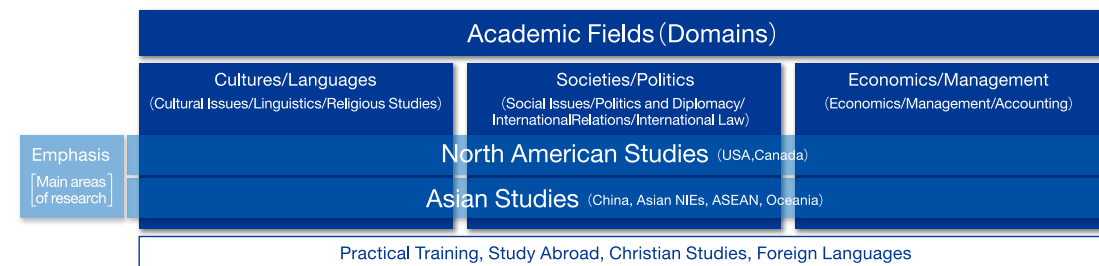 Academic Fields（Domains）
Cultures/Languages
（Cultural Issues/Linguistics/Religious Studies）
Societies/Politics
（Social Issues/Politics and Diplomacy/
InternationalRelations/International Law）
Economics/Management
（Economics/Management/Accounting）
Emphasis
[Main areas
of research]
North American Studies（USA,Canada）
Asian Studies（China, Asian NIEs, ASEAN, Oceania）
Practical Training, Study Abroad, Christian Studies, Foreign Languages